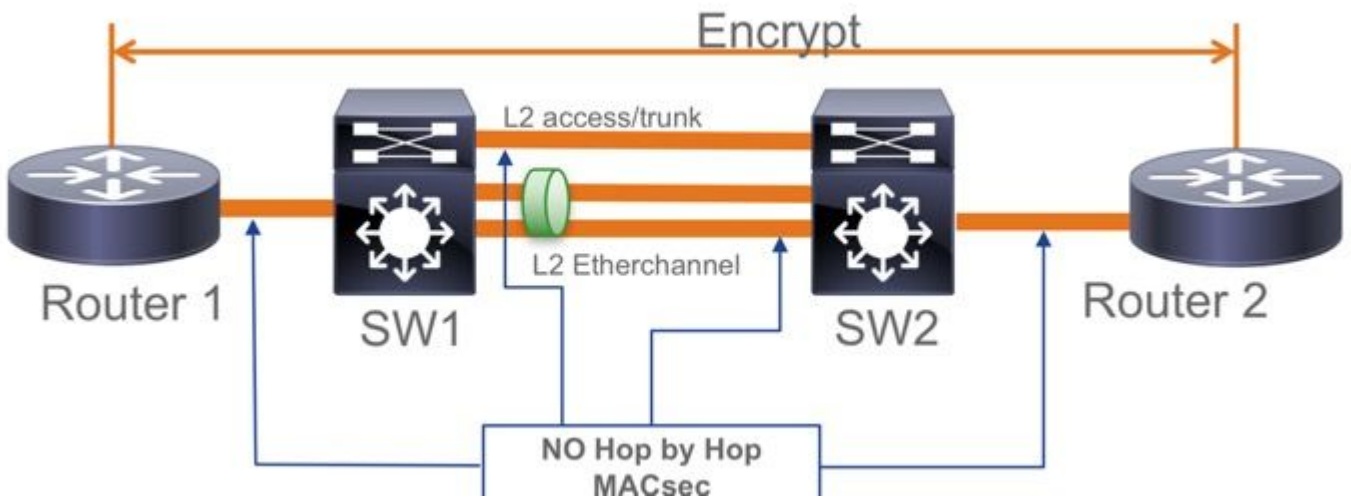 Encrypt
L2 access/trunk
L2 Etherchannel
Router 1
SW1
SW2
Router 2
NO Hop by Hop
MACsec